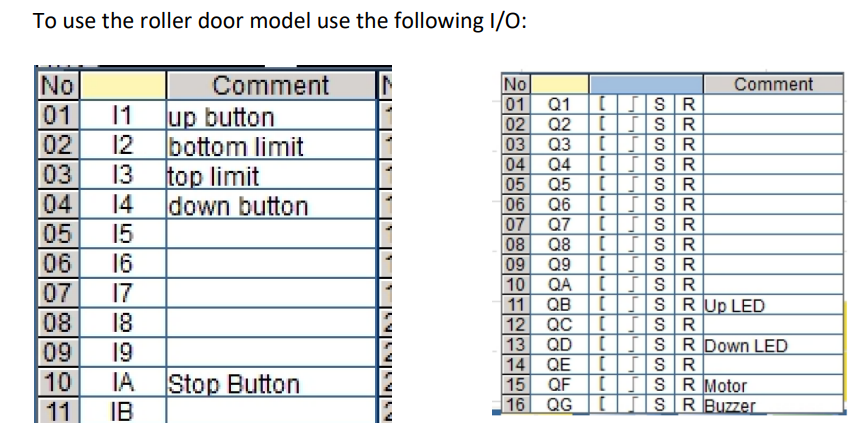 To use the roller door model use the following I/O:
No Comment
01 I1 up button
02 I2 bottom limit
03 I3 top limit
04 I4 down button
05 I5
06 I6
07 I7
08 I8
09 I9
10 IA Stop Button
11 IB
No Comment
01 Q1 [ ∫ S R
02 Q2 [ ∫ S R
03 Q3 [ ∫ S R
04 Q4 [ ∫ S R
05 Q5 [ ∫ S R
06 Q6 [ ∫ S R
07 Q7 [ ∫ S R
08 Q8 [ ∫ S R
09 Q9 [ ∫ S R
10 QA [ ∫ S R
11 QB [ ∫ S R Up LED
12 QC [ ∫ S R
13 QD [ ∫ S R Down LED
14 QE [ ∫ S R
15 QF [ ∫ S R Motor
16 QG [ ∫ S R Buzzer